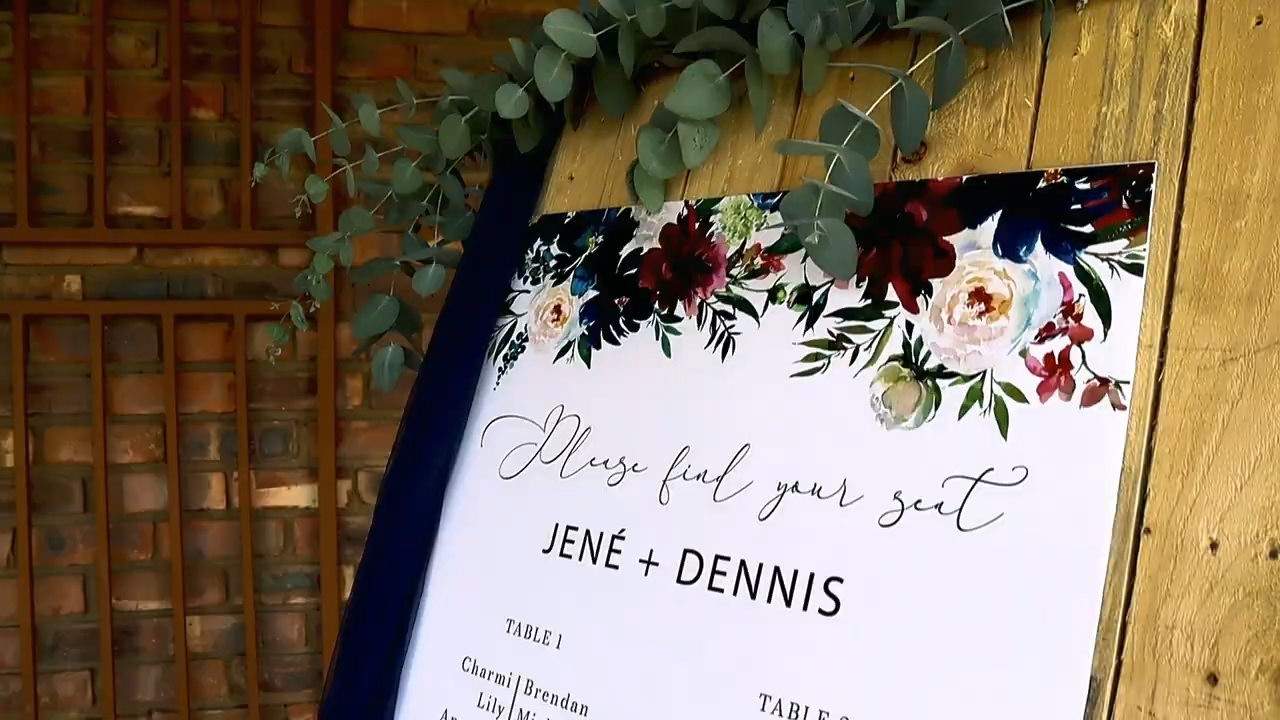 Please find your seat
JENÉ + DENNIS
TABLE 1
Charmi | Brendan
Lily
TABLE